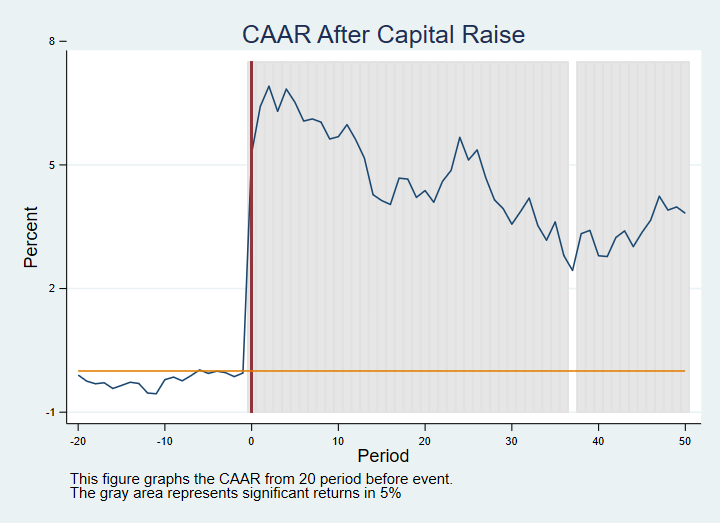 CAAR After Capital Raise
8
5
2
-1
Percent
-20 -10 0 10 20 30 40 50
Period
This figure graphs the CAAR from 20 period before event.
The gray area represents significant returns in 5%